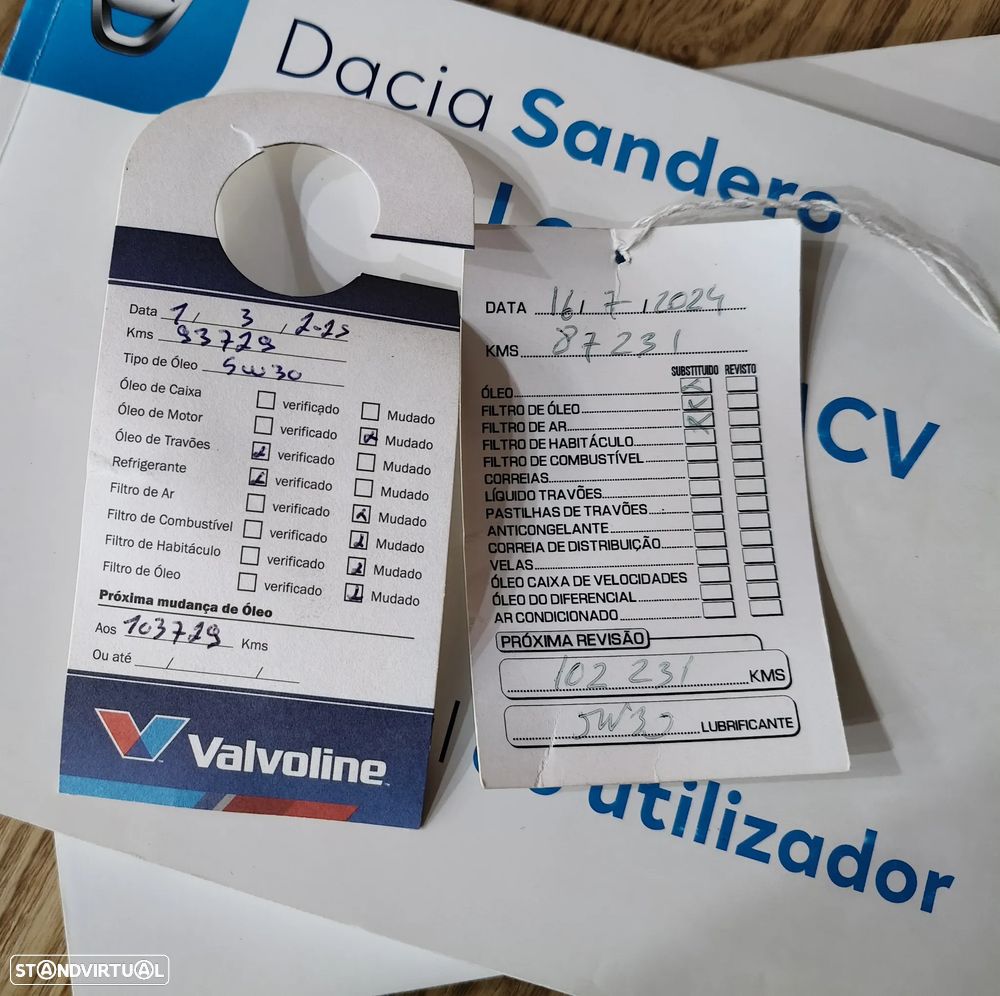 Dacia Sandero
MCV
utilizador
Data 1 / 3 / 2025
Kms 93729
Tipo de Óleo 5W30
Óleo de Caixa verificado Mudado
Óleo de Motor verificado Mudado
Óleo de Travões verificado Mudado
Refrigerante verificado Mudado
Filtro de Ar verificado Mudado
Filtro de Combustível verificado Mudado
Filtro de Habitáculo verificado Mudado
Filtro de Óleo verificado Mudado
Próxima mudança de Óleo
Aos 103729 Kms
Ou até / /
Valvoline
DATA 16 / 7 / 2024
KMS 87231
SUBSTITUIDO REVISTO
ÓLEO
FILTRO DE ÓLEO
FILTRO DE AR
FILTRO DE HABITÁCULO
FILTRO DE COMBUSTÍVEL
CORREIAS
LÍQUIDO TRAVÕES
PASTILHAS DE TRAVÕES
ANTICONGELANTE
CORREIA DE DISTRIBUIÇÃO
VELAS
ÓLEO CAIXA DE VELOCIDADES
ÓLEO DO DIFERENCIAL
AR CONDICIONADO
PRÓXIMA REVISÃO
102 231 KMS
5W30 LUBRIFICANTE
STANDVIRTUAL